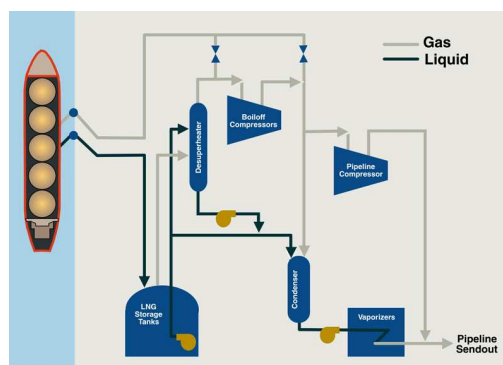 Gas
Liquid
Boiloff
Compressors
Desuperheater
Pipeline
Compressor
Condenser
LNG
Storage
Tanks
Vaporizers
Pipeline
Sendout